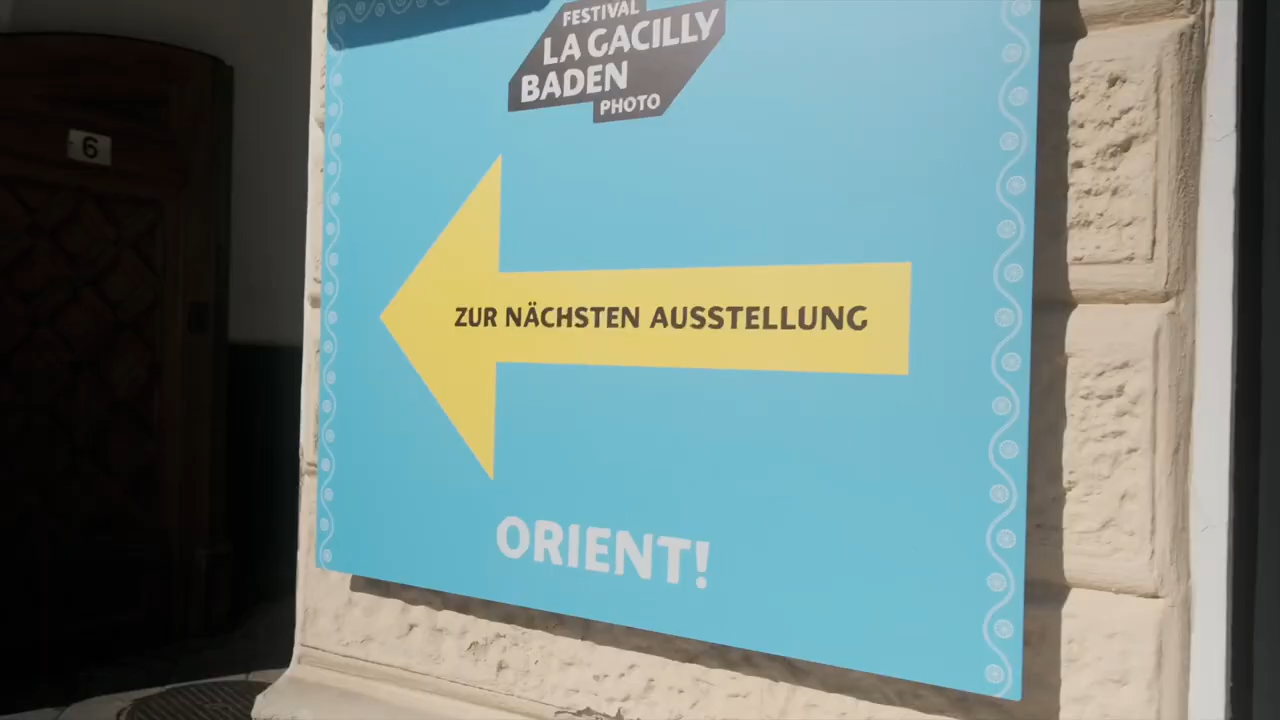 FESTIVAL
LA GACILLY
BADEN
PHOTO
6
ZUR NÄCHSTEN AUSSTELLUNG
ORIENT!